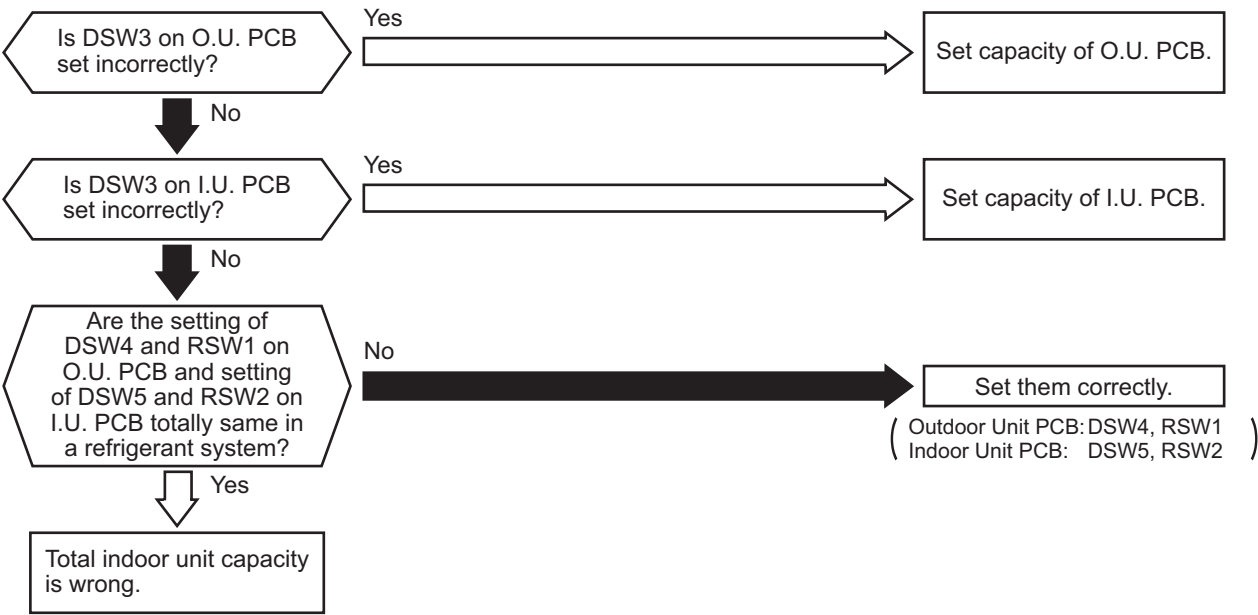 Is DSW3 on O.U. PCB
set incorrectly?
Yes
Set capacity of O.U. PCB.
No
Is DSW3 on I.U. PCB
set incorrectly?
Yes
Set capacity of I.U. PCB.
No
Are the setting of
DSW4 and RSW1 on
O.U. PCB and setting
of DSW5 and RSW2 on
I.U. PCB totally same in
a refrigerant system?
No
Set them correctly.
( Outdoor Unit PCB: DSW4, RSW1
Indoor Unit PCB: DSW5, RSW2 )
Yes
Total indoor unit capacity
is wrong.